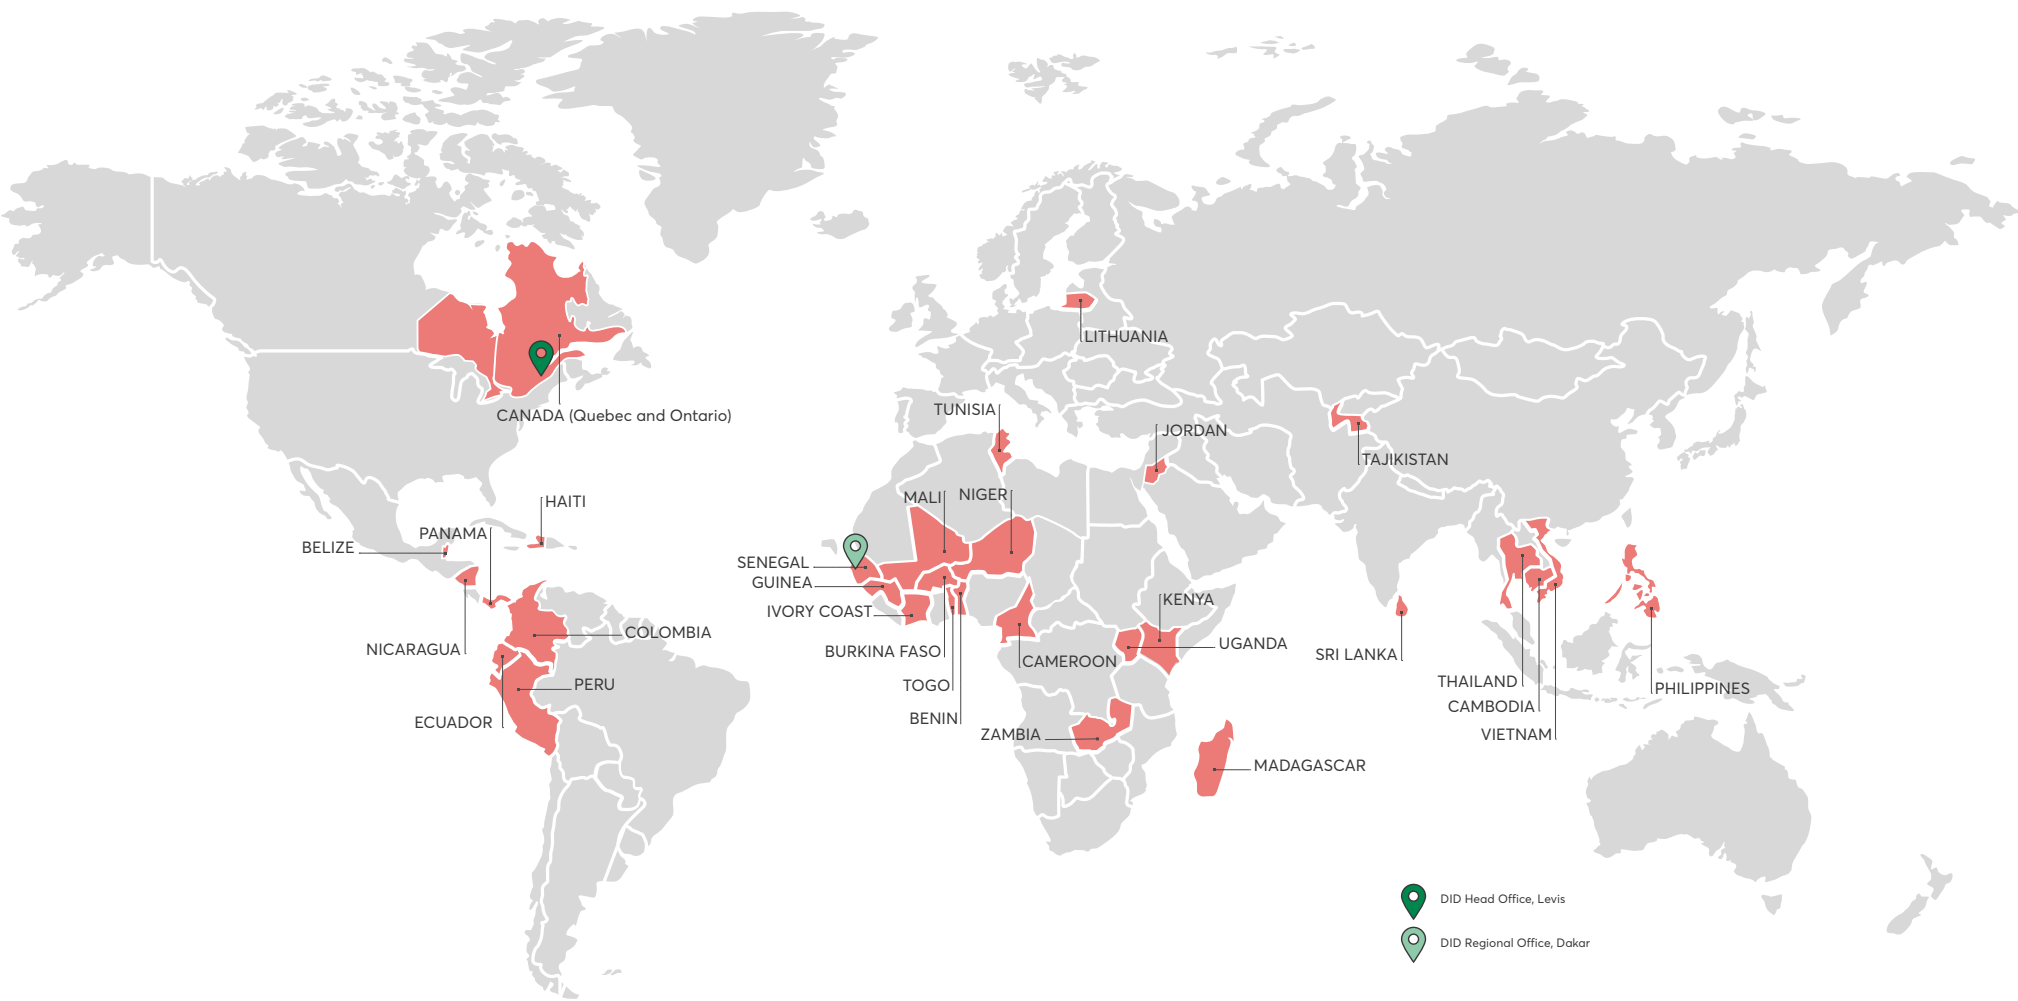 LITHUANIA
CANADA (Quebec and Ontario)
TUNISIA
JORDAN
TAJIKISTAN
HAITI
MALI
NIGER
PANAMA
BELIZE
SENEGAL
GUINEA
KENYA
IVORY COAST
COLOMBIA
UGANDA
NICARAGUA
BURKINA FASO
CAMEROON
SRI LANKA
PERU
TOGO
THAILAND
PHILIPPINES
CAMBODIA
ECUADOR
BENIN
ZAMBIA
VIETNAM
MADAGASCAR
DID Head Office, Levis
DID Regional Office, Dakar